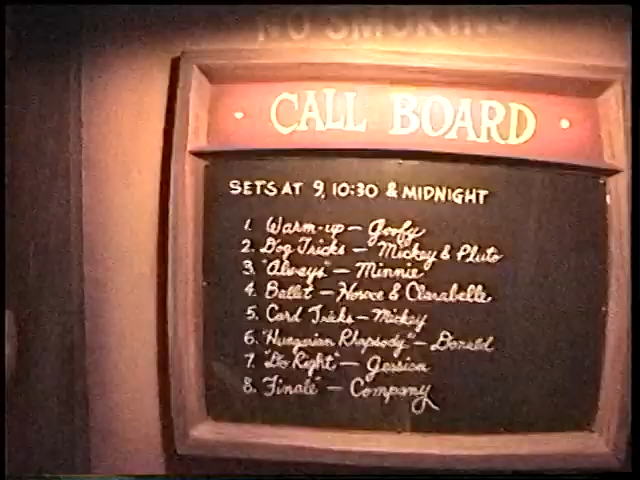 NO SMOKING
CALL BOARD
SETS AT 9, 10:30 & MIDNIGHT
1. Warm-up — Goofy
2. Dog Tricks — Mickey & Pluto
3. "Always" — Minnie
4. Ballet — Horace & Clarabelle
5. Card Tricks — Mickey
6. "Hungarian Rhapsody" — Donald
7. "Do Right" — Jessica
8. "Finale" — Company